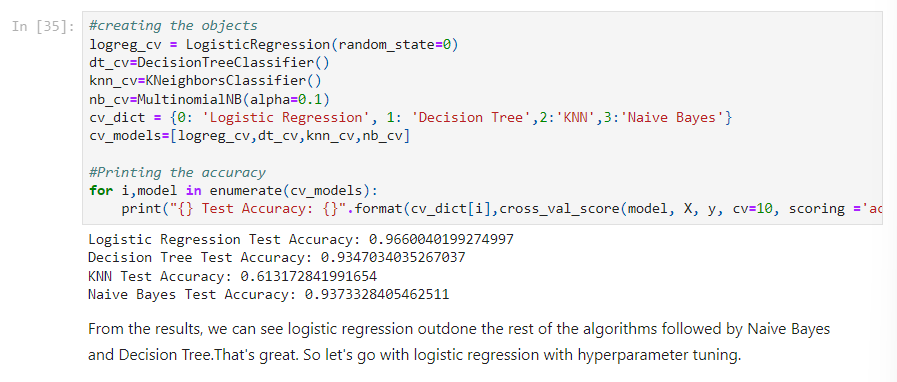 In [35]:
#creating the objects
logreg_cv = LogisticRegression(random_state=0)
dt_cv=DecisionTreeClassifier()
knn_cv=KNeighborsClassifier()
nb_cv=MultinomialNB(alpha=0.1)
cv_dict = {0: 'Logistic Regression', 1: 'Decision Tree',2:'KNN',3:'Naive Bayes'}
cv_models=[logreg_cv,dt_cv,knn_cv,nb_cv]
#Printing the accuracy
for i,model in enumerate(cv_models):
print("{} Test Accuracy: {}".format(cv_dict[i],cross_val_score(model, X, y, cv=10, scoring ='ac
Logistic Regression Test Accuracy: 0.9660040199274997
Decision Tree Test Accuracy: 0.9347034035267037
KNN Test Accuracy: 0.613172841991654
Naive Bayes Test Accuracy: 0.9373328405462511
From the results, we can see logistic regression outdone the rest of the algorithms followed by Naive Bayes
and Decision Tree.That's great. So let's go with logistic regression with hyperparameter tuning.